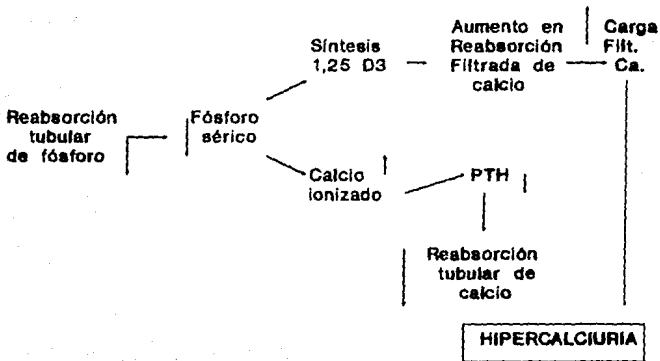 Reabsorción
tubular
de fósforo
Fósforo
sérico
Síntesis
1,25 D3
Aumento en
Reabsorción
Filtrada de
calcio
Carga
Filt.
Ca.
Calcio
ionizado
PTH
Reabsorción
tubular de
calcio
HIPERCALCIURIA